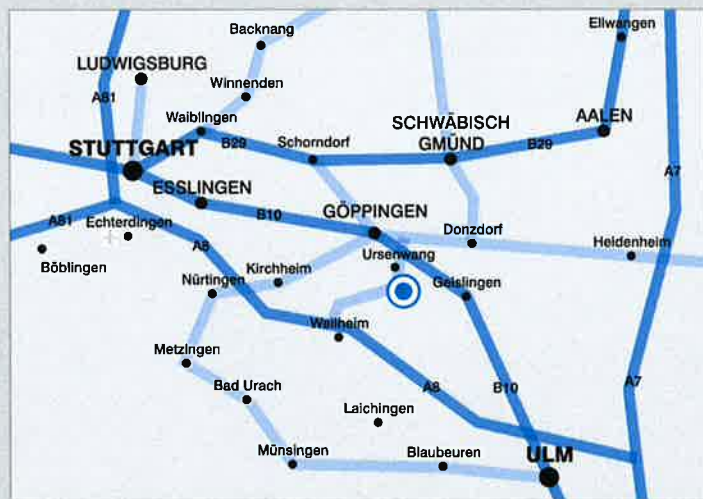 Ellwangen
Backnang
LUDWIGSBURG
Winnenden
A81
Waiblingen
B29
Schorndorf
SCHWÄBISCH
GMÜND
B29
AALEN
STUTTGART
A7
ESSLINGEN
B10
GÖPPINGEN
A81
Echterdingen
Donzdorf
A8
Heidenheim
Böblingen
Ursenwang
Kirchheim
Nürtingen
Geislingen
Weilheim
Metzingen
Bad Urach
A8
B10
A7
Laichingen
Münsingen
Blaubeuren
ULM